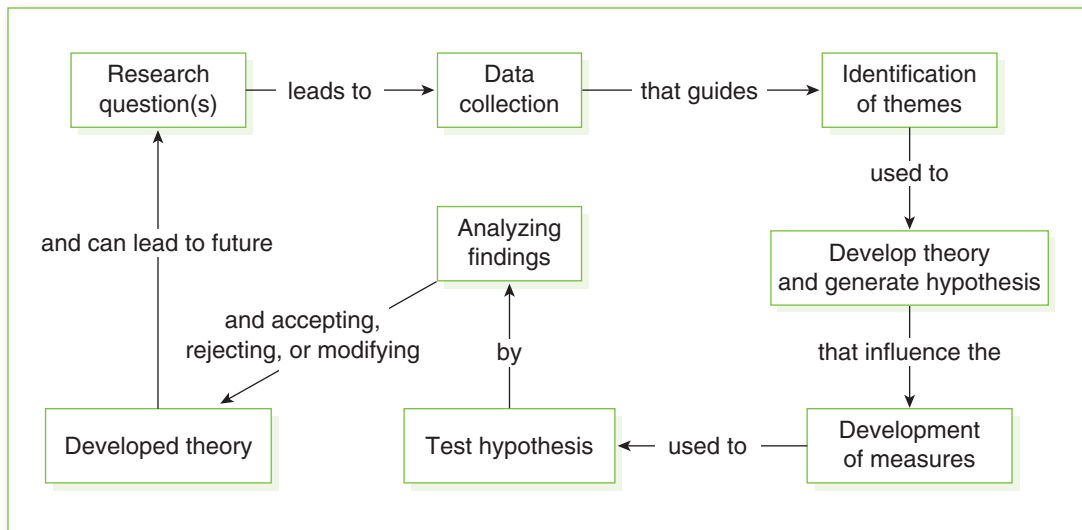 Research
question(s)
leads to
Data
collection
that guides
Identification
of themes
used to
Develop theory
and generate hypothesis
that influence the
Development
of measures
used to
Test hypothesis
by
Analyzing
findings
and accepting,
rejecting, or modifying
Developed theory
and can lead to future